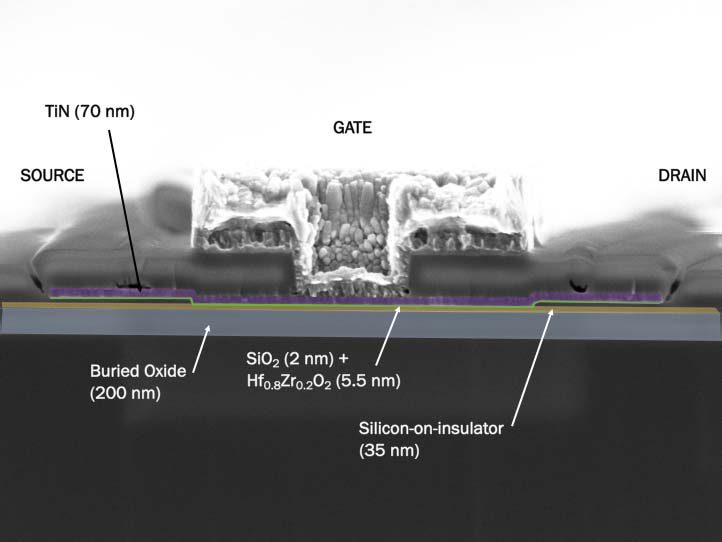 TiN (70 nm)
GATE
SOURCE
DRAIN
Buried Oxide
(200 nm)
SiO₂ (2 nm) +
Hf₀.₈Zr₀.₂O₂ (5.5 nm)
Silicon-on-insulator
(35 nm)